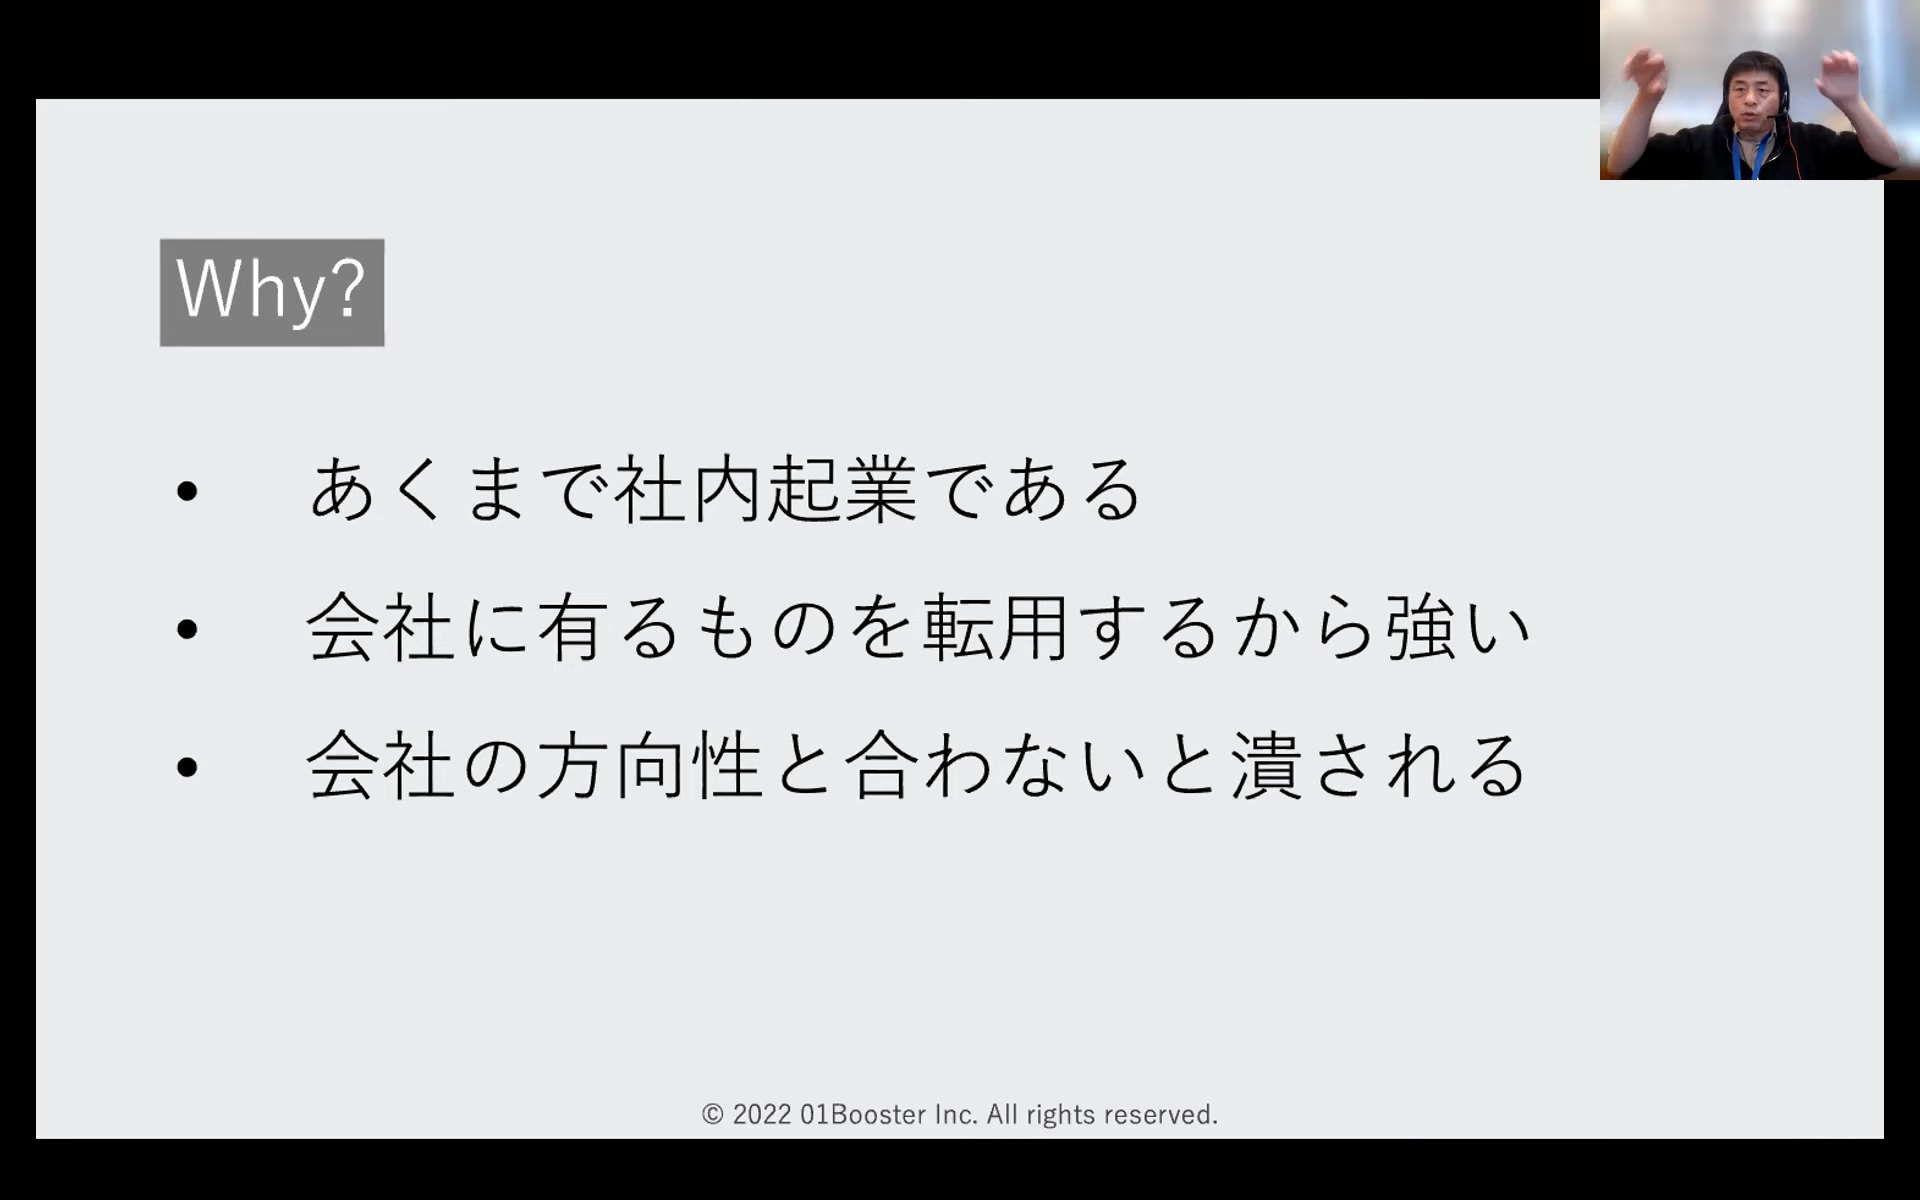 Why?
• あくまで社内起業である
• 会社に有るものを転用するから強い
• 会社の方向性と合わないと潰される
© 2022 01Booster Inc. All rights reserved.